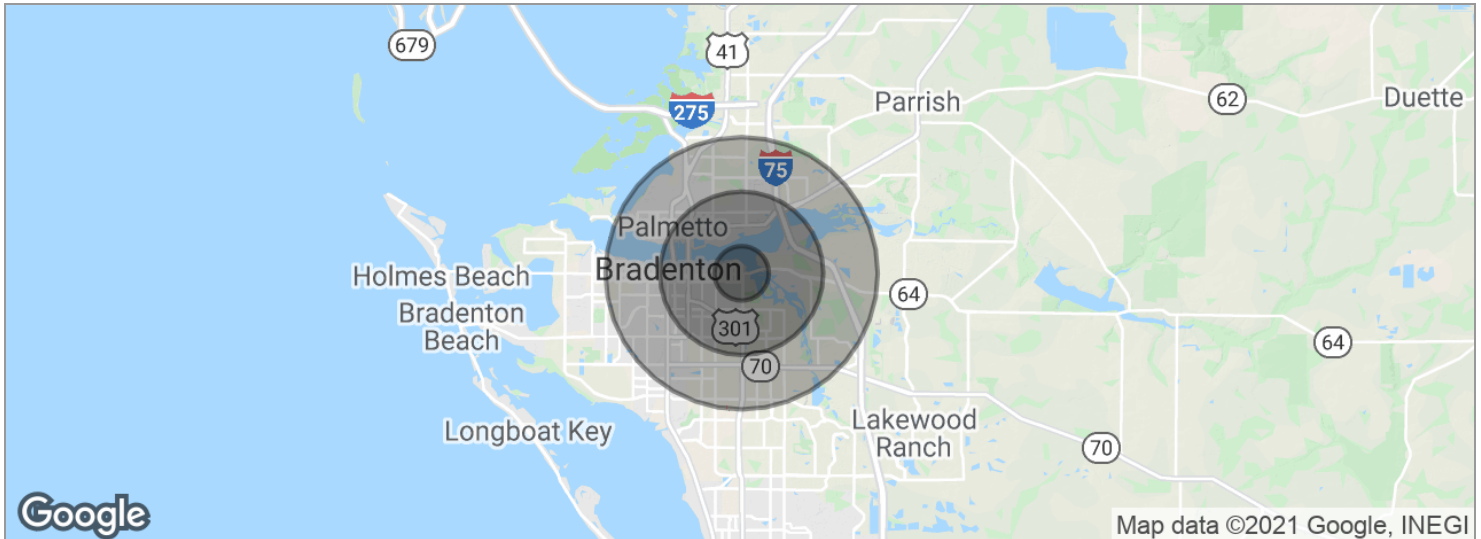 679
41
275
Parrish
62
Duette
75
Palmetto
Bradenton
Holmes Beach
64
Bradenton
Beach
301
64
70
Lakewood
Ranch
Longboat Key
70
Google
Map data ©2021 Google, INEGI